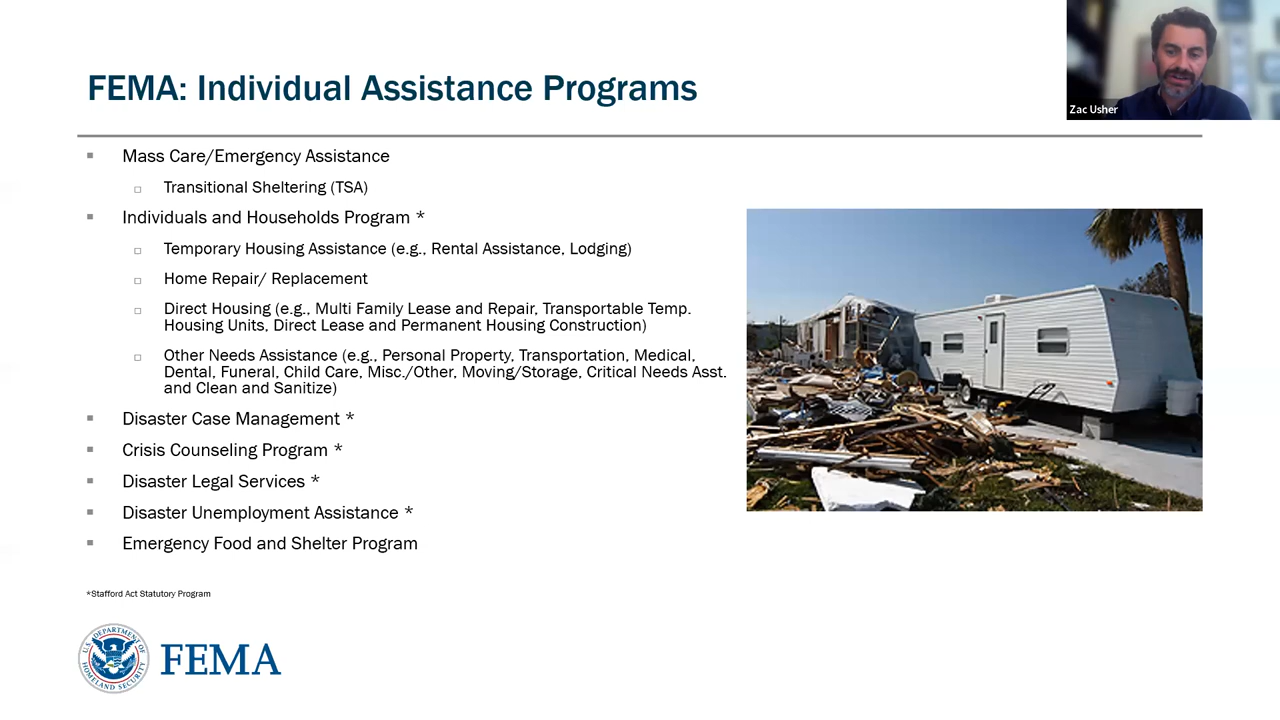 FEMA: Individual Assistance Programs
Zac Usher
Mass Care/Emergency Assistance
Transitional Sheltering (TSA)
Individuals and Households Program *
Temporary Housing Assistance (e.g., Rental Assistance, Lodging)
Home Repair/ Replacement
Direct Housing (e.g., Multi Family Lease and Repair, Transportable Temp.
Housing Units, Direct Lease and Permanent Housing Construction)
Other Needs Assistance (e.g., Personal Property, Transportation, Medical,
Dental, Funeral, Child Care, Misc./Other, Moving/Storage, Critical Needs Asst.
and Clean and Sanitize)
Disaster Case Management *
Crisis Counseling Program *
Disaster Legal Services *
Disaster Unemployment Assistance *
Emergency Food and Shelter Program
*Stafford Act Statutory Program
U.S. DEPARTMENT OF
HOMELAND SECURITY
FEMA